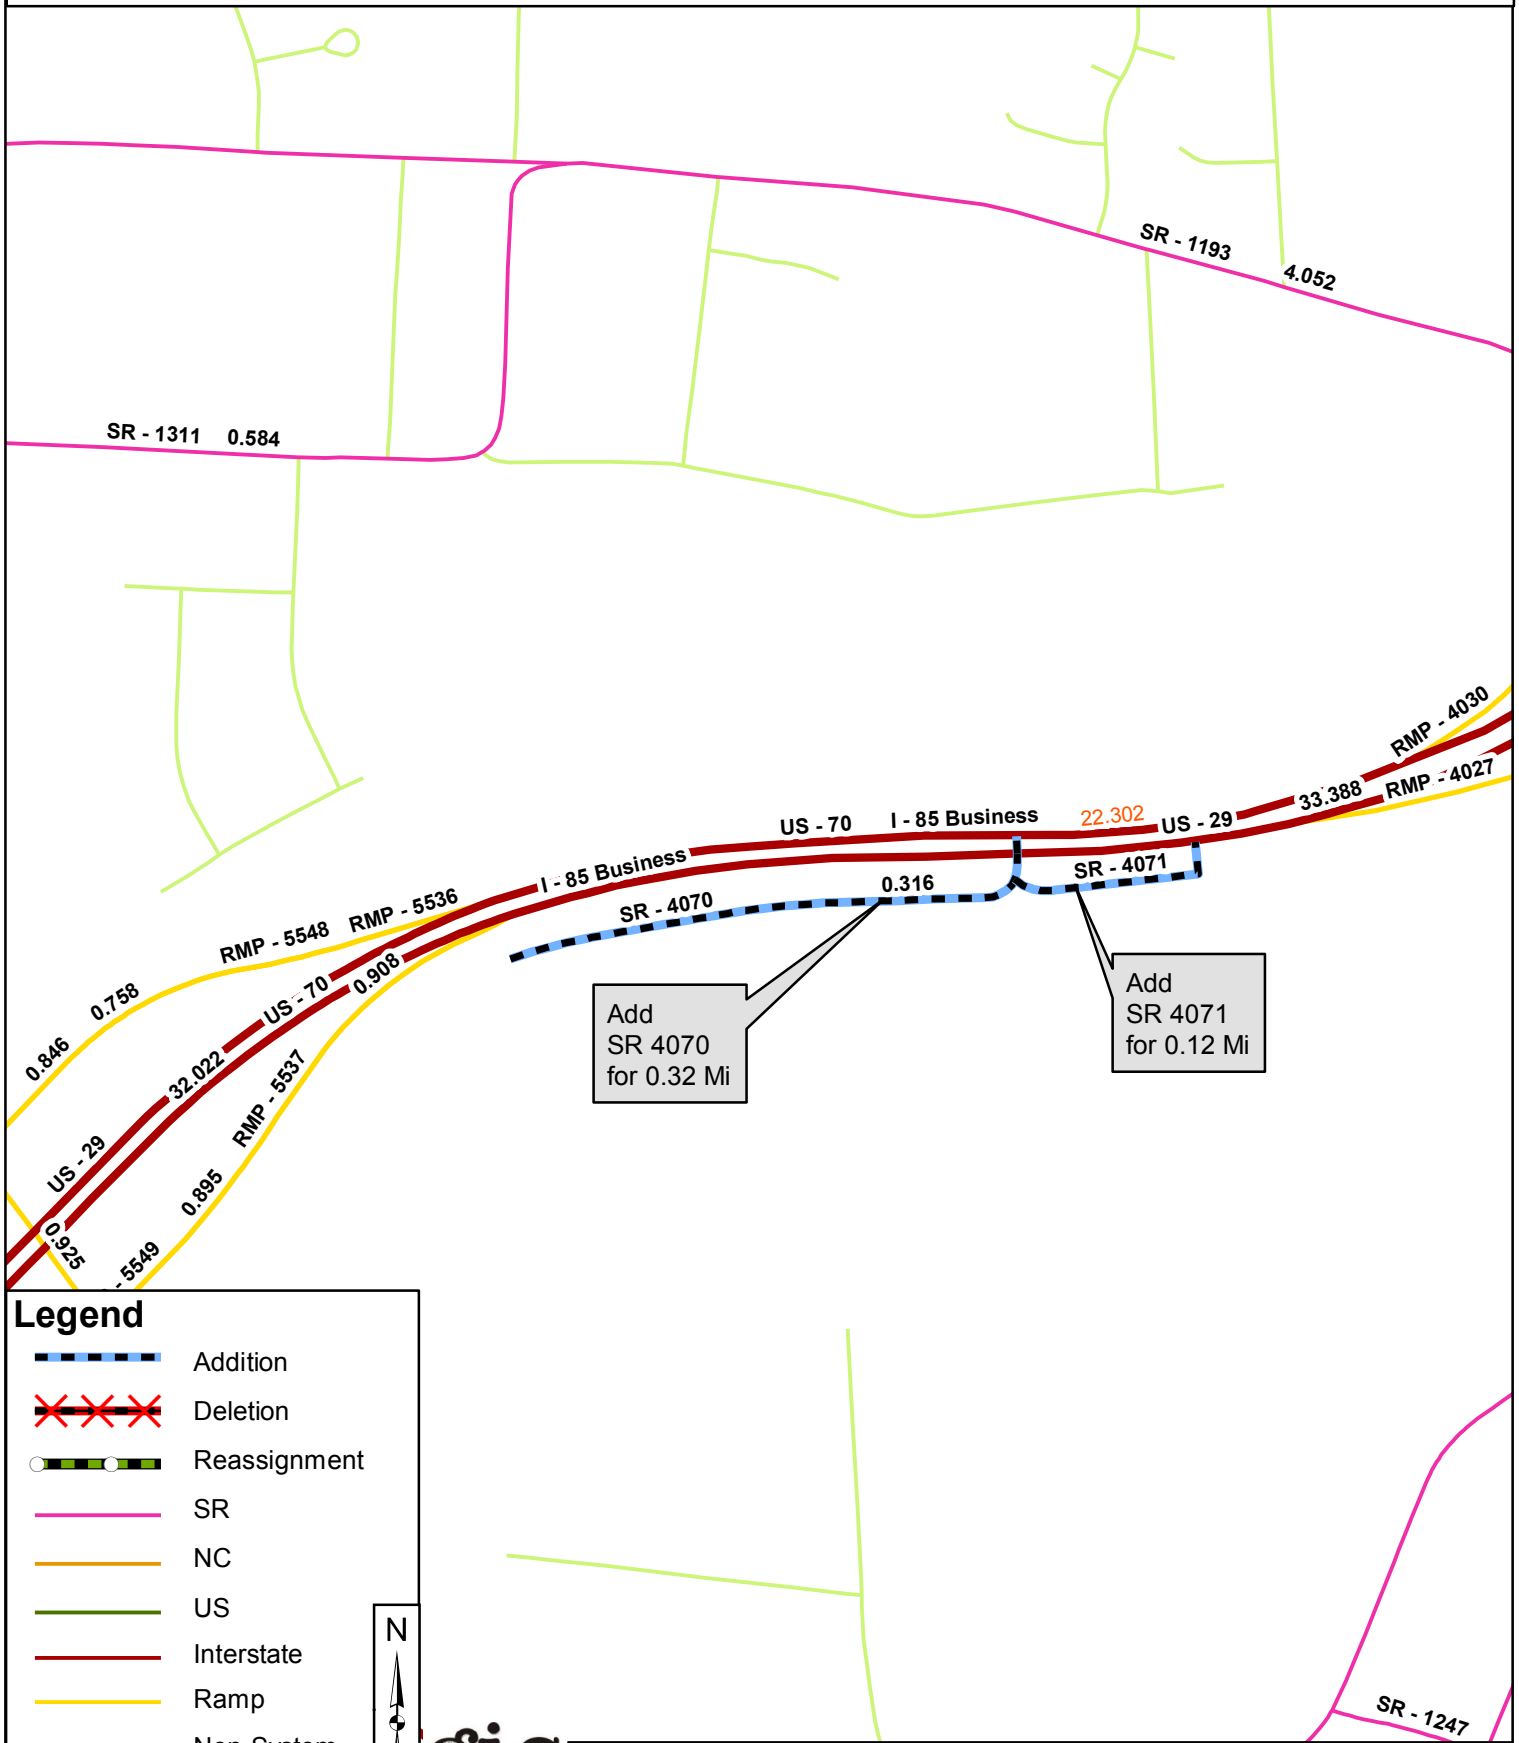 SR - 1193
4.052
SR - 1311 0.584
RMP - 4030
RMP - 4027
33.388
US - 29
22.302
I - 85 Business
US - 70
I - 85 Business
SR - 4071
0.316
SR - 4070
RMP - 5536
RMP - 5548
0.758
0.846
0.908
US - 70
32.022
RMP - 5537
US - 29
0.895
0.925
- 5549
Add
SR 4070
for 0.32 Mi
Add
SR 4071
for 0.12 Mi
Legend
Addition
Deletion
Reassignment
SR
NC
US
Interstate
Ramp
Non System
N
SR - 1247